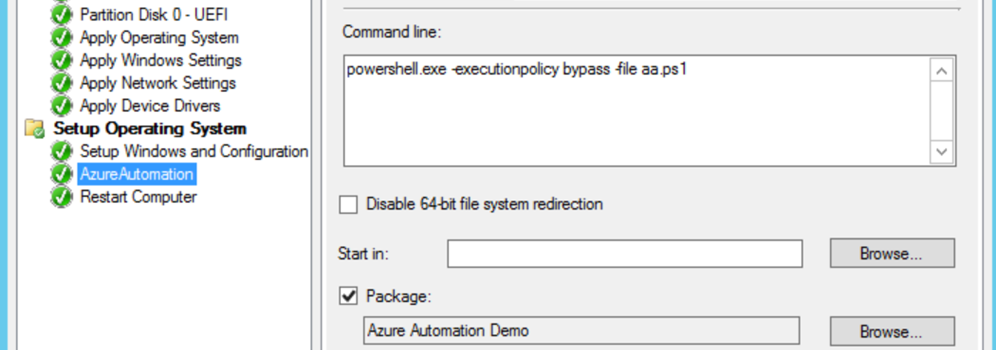 Partition Disk 0 - UEFI
Apply Operating System
Apply Windows Settings
Apply Network Settings
Apply Device Drivers
Setup Operating System
Setup Windows and Configuration
AzureAutomation
Restart Computer
Command line:
powershell.exe -executionpolicy bypass -file aa.ps1
Disable 64-bit file system redirection
Start in:
Browse...
Package:
Azure Automation Demo
Browse...